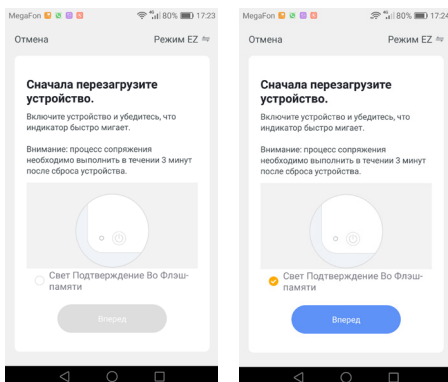 MegaFon 4G 80% 17:23
Отмена Режим EZ
Сначала перезагрузите
устройство.
Включите устройство и убедитесь, что
индикатор быстро мигает.
Внимание: процесс сопряжения
необходимо выполнить в течении 3 минут
после сброса устройства.
Свет Подтверждение Во Флэш-
памяти
Вперед
MegaFon 4G 80% 17:24
Отмена Режим EZ
Сначала перезагрузите
устройство.
Включите устройство и убедитесь, что
индикатор быстро мигает.
Внимание: процесс сопряжения
необходимо выполнить в течении 3 минут
после сброса устройства.
Свет Подтверждение Во Флэш-
памяти
Вперед